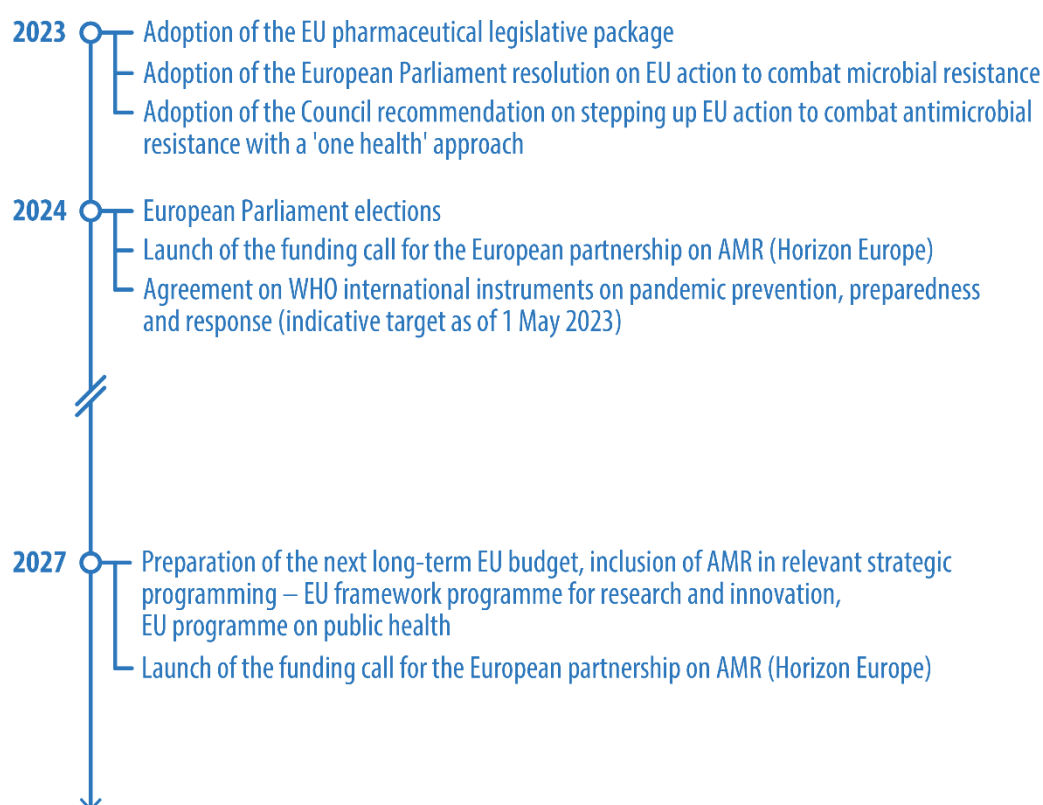 2023 Adoption of the EU pharmaceutical legislative package
Adoption of the European Parliament resolution on EU action to combat microbial resistance
Adoption of the Council recommendation on stepping up EU action to combat antimicrobial
resistance with a 'one health' approach
2024 European Parliament elections
Launch of the funding call for the European partnership on AMR (Horizon Europe)
Agreement on WHO international instruments on pandemic prevention, preparedness
and response (indicative target as of 1 May 2023)
2027 Preparation of the next long-term EU budget, inclusion of AMR in relevant strategic
programming – EU framework programme for research and innovation,
EU programme on public health
Launch of the funding call for the European partnership on AMR (Horizon Europe)